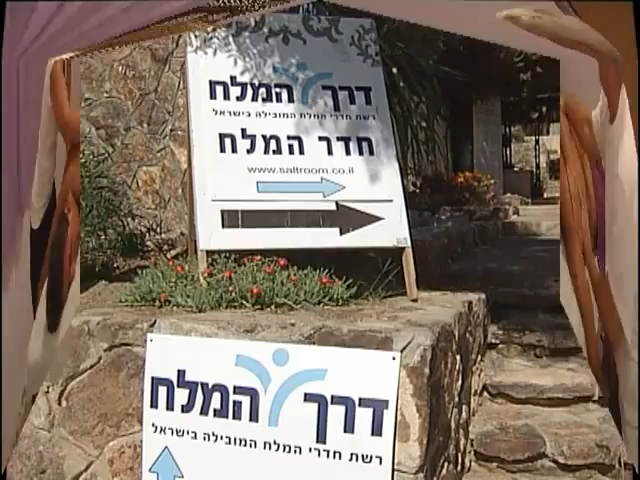 דרך המלח
רשת חדרי המלח המובילה בישראל
חדר המלח
www.saltroom.co.il
דרך המלח
רשת חדרי המלח המובילה בישראל